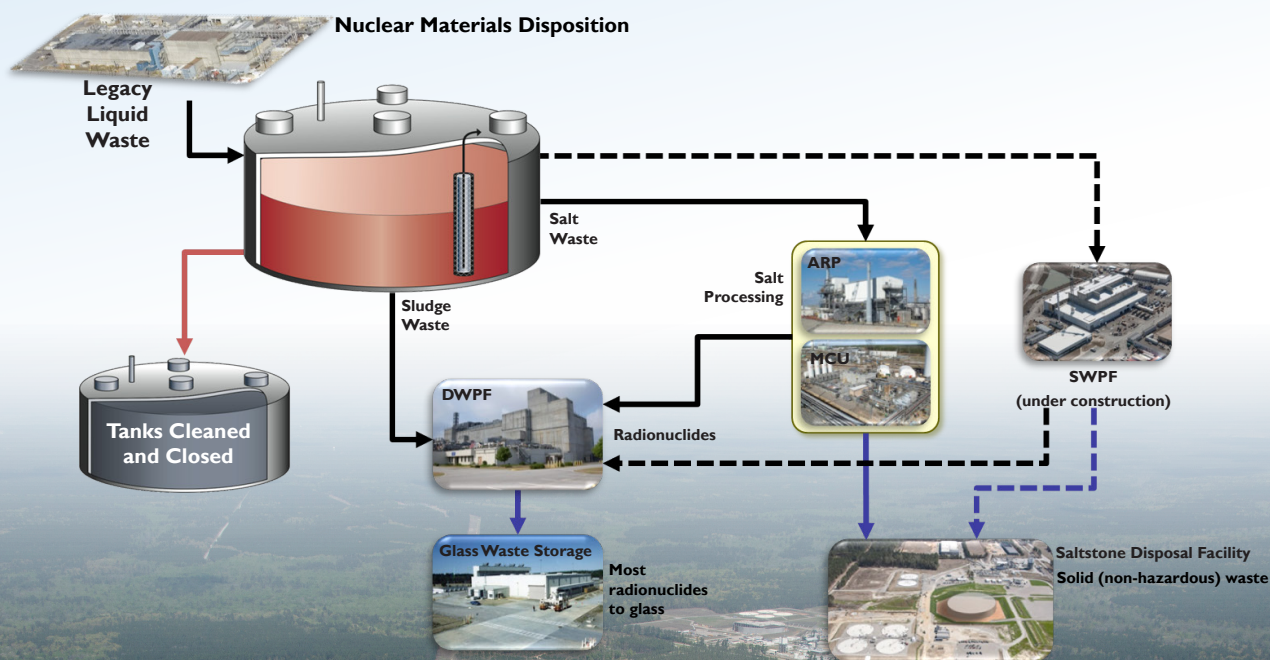 Nuclear Materials Disposition
Legacy
Liquid
Waste
Salt
Waste
ARP
Salt
Processing
MCU
Sludge
Waste
SWPF
(under construction)
DWPF
Tanks Cleaned
and Closed
Radionuclides
Glass Waste Storage
Most
radionuclides
to glass
Saltstone Disposal Facility
Solid (non-hazardous) waste